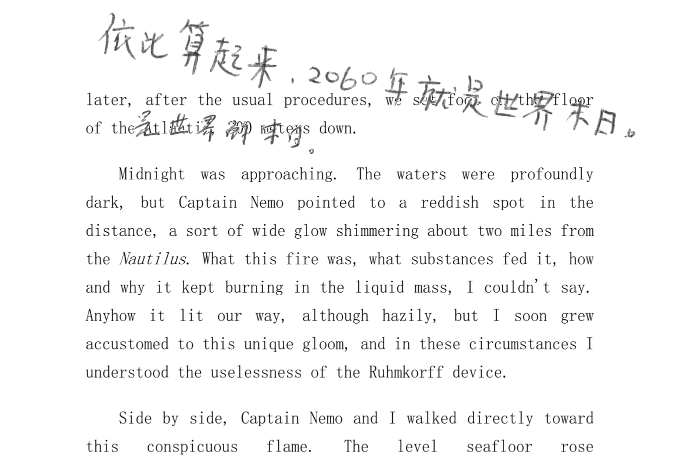 依此算起来，2060年就是世界末日。
later, after the usual procedures, we set foot on the floor
of the Atlantic, 300 meters down.
是世界 末日。
Midnight was approaching. The waters were profoundly
dark, but Captain Nemo pointed to a reddish spot in the
distance, a sort of wide glow shimmering about two miles from
the Nautilus. What this fire was, what substances fed it, how
and why it kept burning in the liquid mass, I couldn't say.
Anyhow it lit our way, although hazily, but I soon grew
accustomed to this unique gloom, and in these circumstances I
understood the uselessness of the Ruhmkorff device.
Side by side, Captain Nemo and I walked directly toward
this conspicuous flame. The level seafloor rose